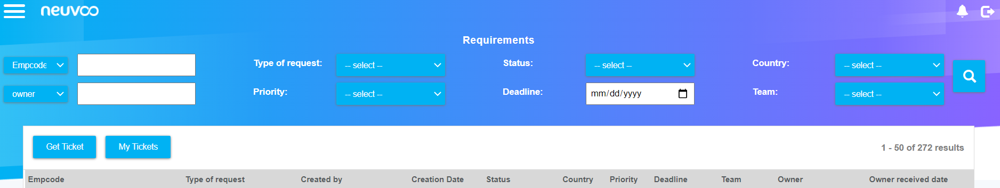 neuvoo
Requirements
Empcode
Type of request: -- select --
Status: -- select --
Country: -- select --
owner
Priority: -- select --
Deadline: mm/dd/yyyy
Team: -- select --
Get Ticket
My Tickets
1 - 50 of 272 results
Empcode Type of request Created by Creation Date Status Country Priority Deadline Team Owner Owner received date